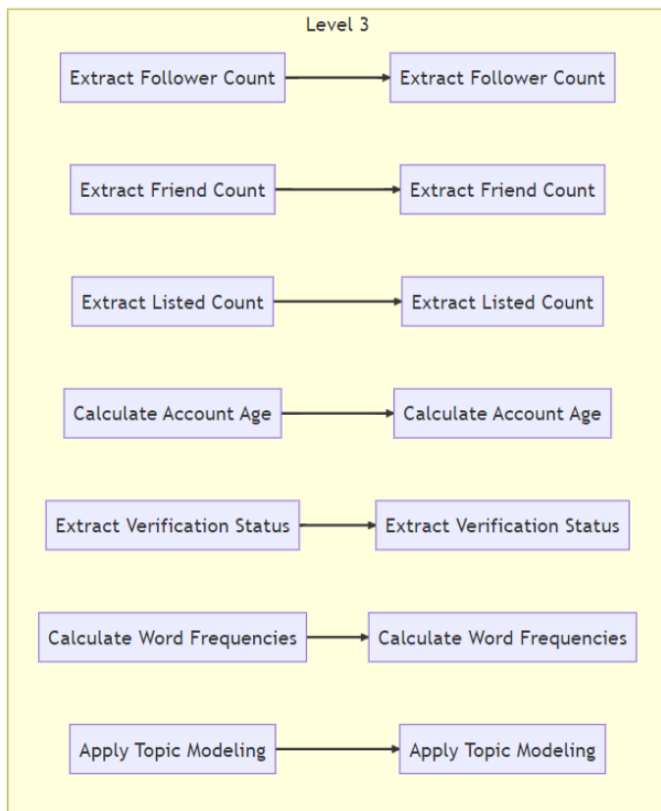 Level 3
Extract Follower Count Extract Follower Count
Extract Friend Count Extract Friend Count
Extract Listed Count Extract Listed Count
Calculate Account Age Calculate Account Age
Extract Verification Status Extract Verification Status
Calculate Word Frequencies Calculate Word Frequencies
Apply Topic Modeling Apply Topic Modeling